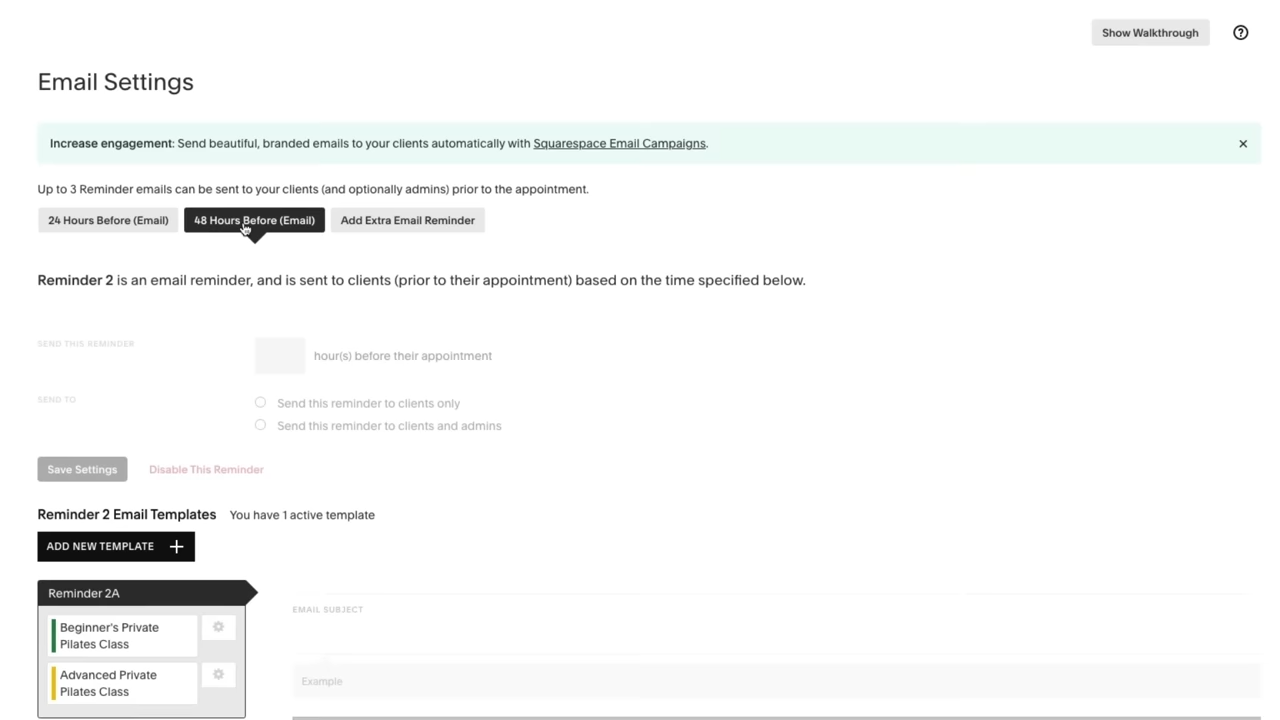 Show Walkthrough
Email Settings
Increase engagement: Send beautiful, branded emails to your clients automatically with Squarespace Email Campaigns.
Up to 3 Reminder emails can be sent to your clients (and optionally admins) prior to the appointment.
24 Hours Before (Email) 48 Hours Before (Email) Add Extra Email Reminder
Reminder 2 is an email reminder, and is sent to clients (prior to their appointment) based on the time specified below.
SEND THIS REMINDER
hour(s) before their appointment
SEND TO
Send this reminder to clients only
Send this reminder to clients and admins
Save Settings Disable This Reminder
Reminder 2 Email Templates You have 1 active template
ADD NEW TEMPLATE
Reminder 2A
Beginner's Private
Pilates Class
Advanced Private
Pilates Class
EMAIL SUBJECT
Example